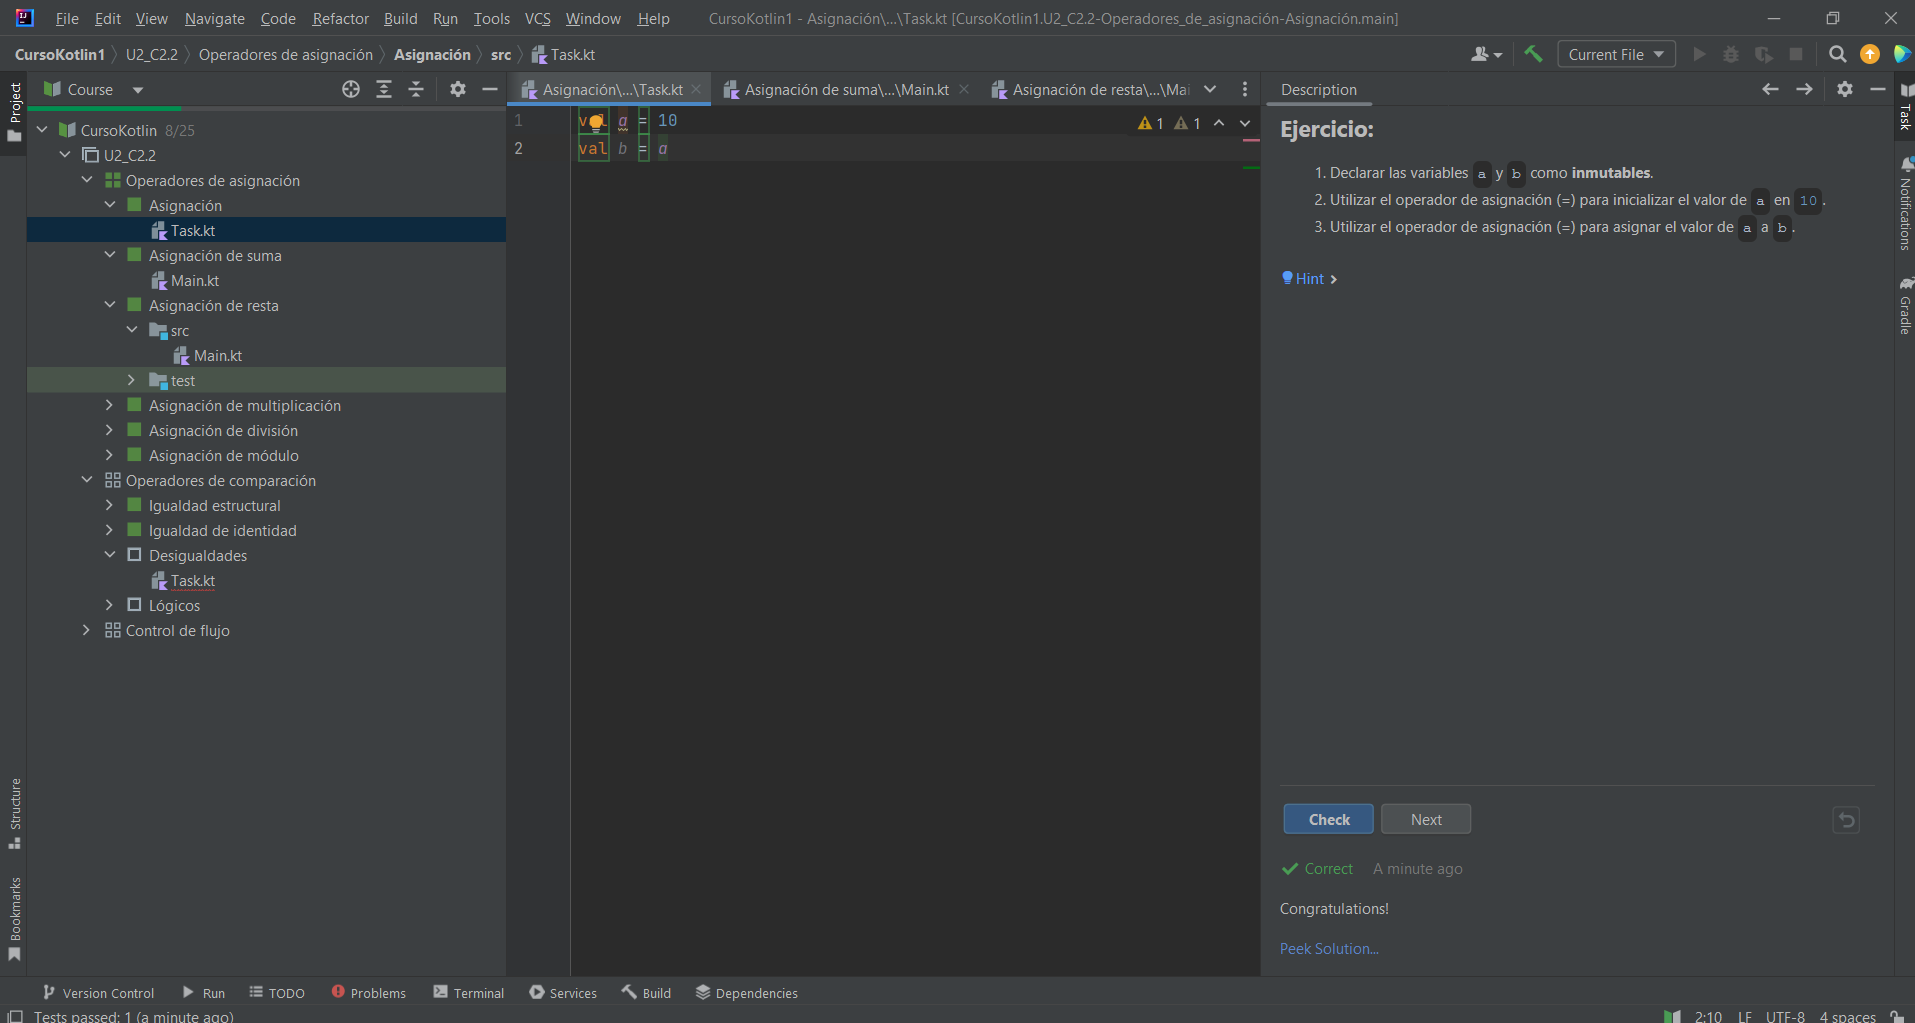 File Edit View Navigate Code Refactor Build Run Tools VCS Window Help CursoKotlin1 - Asignación\...\Task.kt [CursoKotlin1.U2_C2.2-Operadores_de_asignación-Asignación.main]
CursoKotlin1 U2_C2.2 Operadores de asignación Asignación src Task.kt Current File
Project
Course
CursoKotlin 8/25
U2_C2.2
Operadores de asignación
Asignación
Task.kt
Asignación de suma
Main.kt
Asignación de resta
src
Main.kt
test
Asignación de multiplicación
Asignación de división
Asignación de módulo
Operadores de comparación
Igualdad estructural
Igualdad de identidad
Desigualdades
Task.kt
Lógicos
Control de flujo
Structure
Bookmarks
Asignación\...\Task.kt Asignación de suma\...\Main.kt Asignación de resta\...\Mai
1 a = 10
2 val b = a
1 1
Description
Ejercicio:
1. Declarar las variables a y b como inmutables.
2. Utilizar el operador de asignación (=) para inicializar el valor de a en 10 .
3. Utilizar el operador de asignación (=) para asignar el valor de a a b .
Hint
Check Next
Correct A minute ago
Congratulations!
Peek Solution...
Task
Notifications
Gradle
Version Control Run TODO Problems Terminal Services Build Dependencies
Tests passed: 1 (a minute ago) 2:10 LF UTF-8 4 spaces